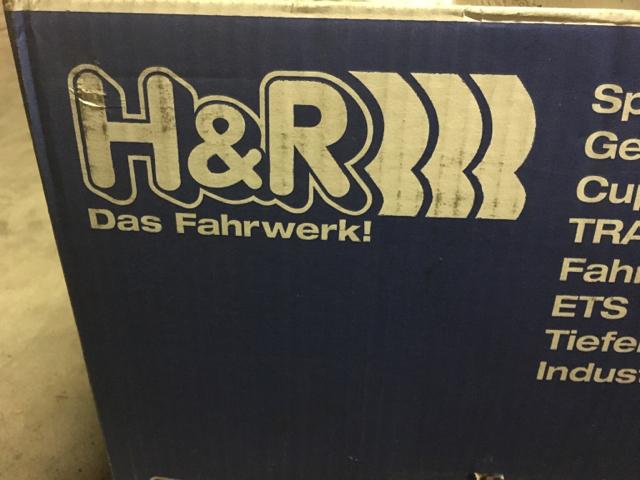 H&R
Das Fahrwerk!
Sp
Ge
Cup
TRA
Fahr
ETS
Tiefe
Indust